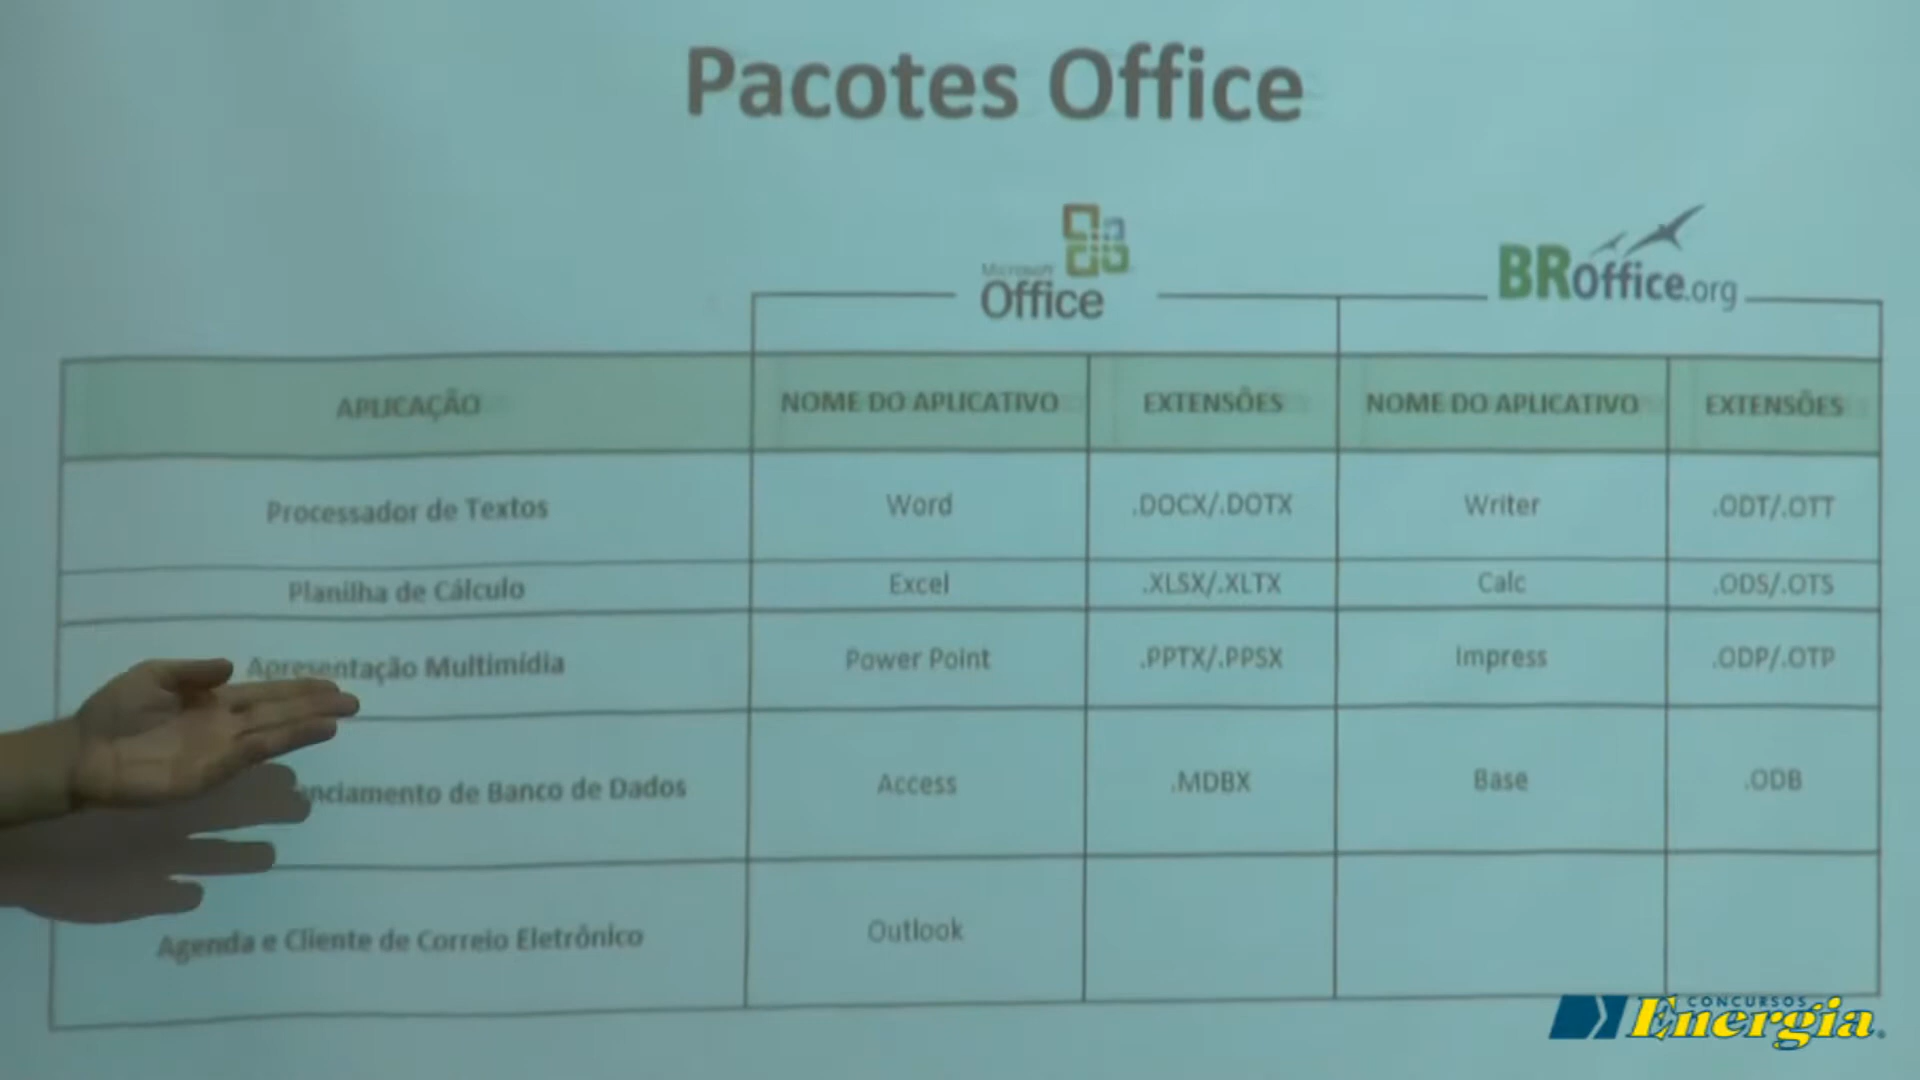 Pacotes Office
Microsoft
Office
BROffice.org
APLICAÇÃO NOME DO APLICATIVO EXTENSÕES NOME DO APLICATIVO EXTENSÕES
Processador de Textos Word .DOCX/.DOTX Writer .ODT/.OTT
Planilha de Cálculo Excel .XLSX/.XLTX Calc .ODS/.OTS
Apresentação Multimídia Power Point .PPTX/.PPSX Impress .ODP/.OTP
de Banco de Dados Access .MDBX Base .ODB
Agenda e Cliente de Correio Eletrônico Outlook
CONCURSOS
Energia